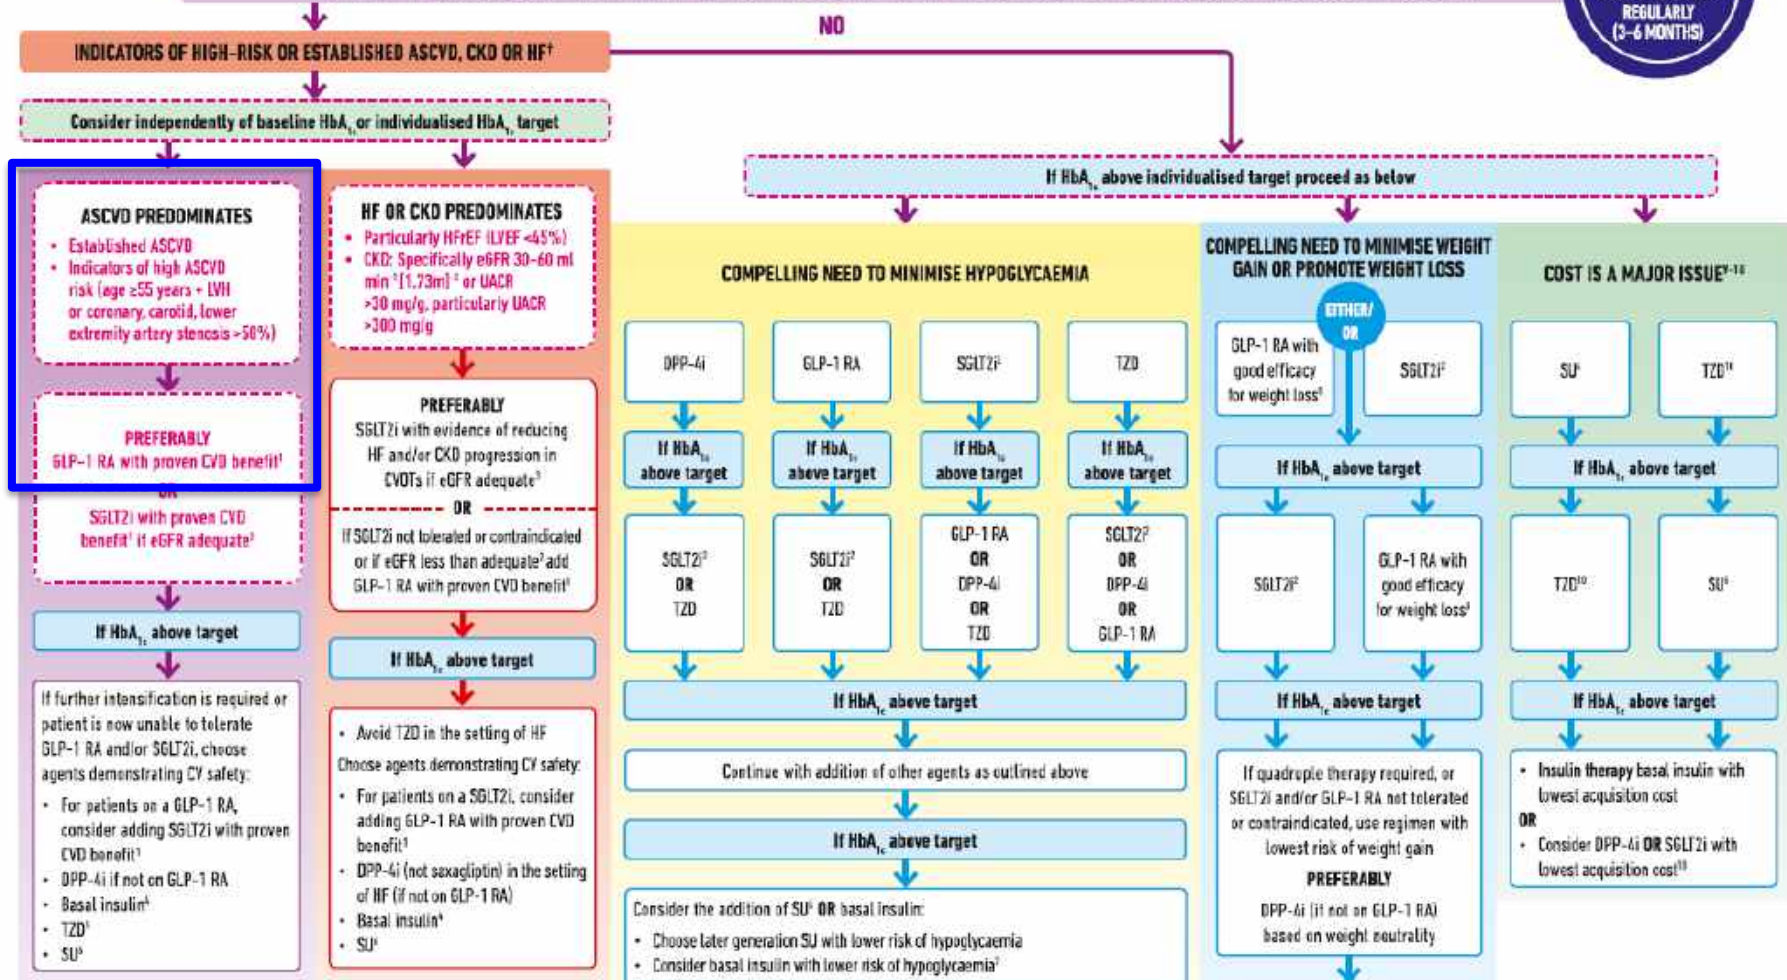 REGULARLY
(3-6 MONTHS)
NO
INDICATORS OF HIGH-RISK OR ESTABLISHED ASCVD, CKD OR HF†
Consider independently of baseline HbA1c or individualised HbA1c target
If HbA1c above individualised target proceed as below
ASCVD PREDOMINATES
• Established ASCVD
• Indicators of high ASCVD
risk (age ≥55 years + LVH
or coronary, carotid, lower
extremity artery stenosis >50%)
PREFERABLY
GLP-1 RA with proven CVD benefit¹
OR
SGLT2i with proven CVD
benefit¹ if eGFR adequate²
If HbA1c above target
If further intensification is required or
patient is now unable to tolerate
GLP-1 RA and/or SGLT2i, choose
agents demonstrating CV safety:
• For patients on a GLP-1 RA,
consider adding SGLT2i with proven
CVD benefit¹
• DPP-4i if not on GLP-1 RA
• Basal insulin⁴
• TZD⁵
• SU⁶
HF OR CKD PREDOMINATES
• Particularly HFrEF (LVEF <45%)
• CKD: Specifically eGFR 30-60 ml
min⁻¹ [1.73m]⁻² or UACR
>30 mg/g, particularly UACR
>300 mg/g
PREFERABLY
SGLT2i with evidence of reducing
HF and/or CKD progression in
CVOTs if eGFR adequate³
OR
If SGLT2i not tolerated or contraindicated
or if eGFR less than adequate² add
GLP-1 RA with proven CVD benefit¹
If HbA1c above target
• Avoid TZD in the setting of HF
Choose agents demonstrating CV safety:
• For patients on a SGLT2i, consider
adding GLP-1 RA with proven CVD
benefit¹
• DPP-4i (not saxagliptin) in the setting
of HF (if not on GLP-1 RA)
• Basal insulin⁴
• SU⁶
COMPELLING NEED TO MINIMISE HYPOGLYCAEMIA
DPP-4i
GLP-1 RA
SGLT2i²
TZD
If HbA1c
above target
If HbA1c
above target
If HbA1c
above target
If HbA1c
above target
SGLT2i²
OR
TZD
SGLT2i²
OR
TZD
GLP-1 RA
OR
DPP-4i
OR
TZD
SGLT2i²
OR
DPP-4i
OR
GLP-1 RA
If HbA1c above target
Continue with addition of other agents as outlined above
If HbA1c above target
Consider the addition of SU⁶ OR basal insulin:
• Choose later generation SU with lower risk of hypoglycaemia
• Consider basal insulin with lower risk of hypoglycaemia⁷
COMPELLING NEED TO MINIMISE WEIGHT
GAIN OR PROMOTE WEIGHT LOSS
EITHER/
OR
GLP-1 RA with
good efficacy
for weight loss⁸
SGLT2i²
If HbA1c above target
SGLT2i²
GLP-1 RA with
good efficacy
for weight loss⁸
If HbA1c above target
If quadruple therapy required, or
SGLT2i and/or GLP-1 RA not tolerated
or contraindicated, use regimen with
lowest risk of weight gain
PREFERABLY
DPP-4i (if not on GLP-1 RA)
based on weight neutrality
COST IS A MAJOR ISSUE⁹⁻¹⁰
SU⁶
TZD¹⁰
If HbA1c above target
TZD¹⁰
SU⁶
If HbA1c above target
• Insulin therapy basal insulin with
lowest acquisition cost
OR
• Consider DPP-4i OR SGLT2i with
lowest acquisition cost¹⁰